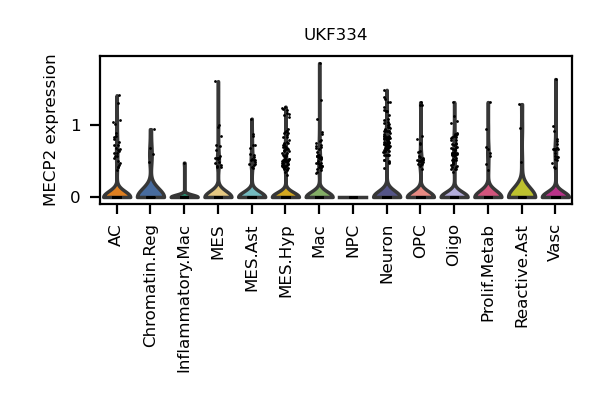 UKF334
MECP2 expression
1
0
AC
Chromatin.Reg
Inflammatory.Mac
MES
MES.Ast
MES.Hyp
Mac
NPC
Neuron
OPC
Oligo
Prolif.Metab
Reactive.Ast
Vasc